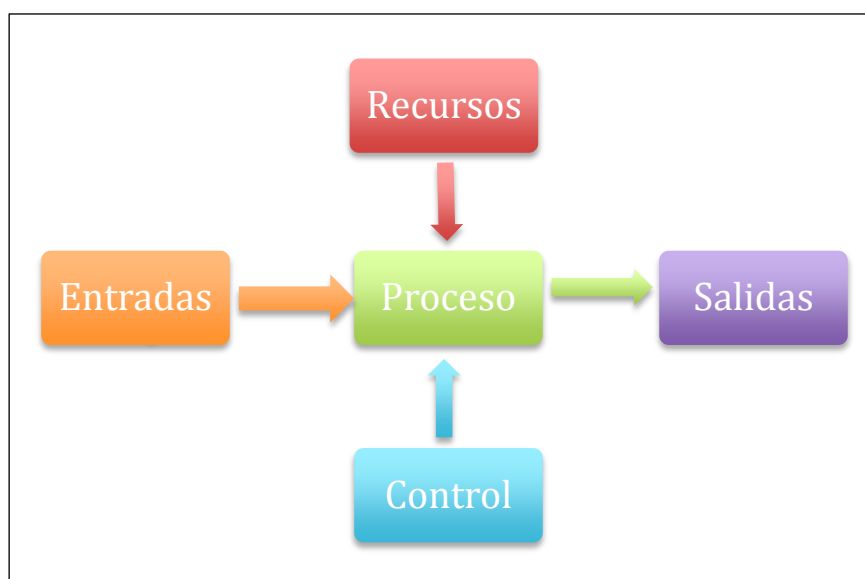 Recursos
Entradas
Proceso
Salidas
Control